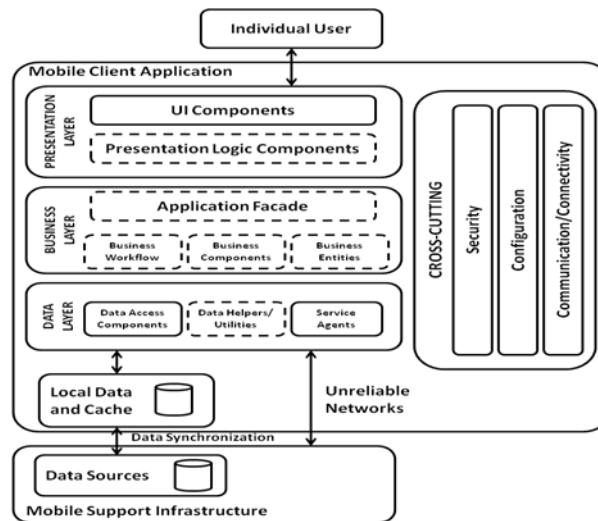 Individual User
Mobile Client Application
PRESENTATION
LAYER
UI Components
Presentation Logic Components
BUSINESS
LAYER
Application Facade
Business
Workflow
Business
Components
Business
Entities
DATA
LAYER
Data Access
Components
Data Helpers/
Utilities
Service
Agents
CROSS-CUTTING
Security
Configuration
Communication/Connectivity
Local Data
and Cache
Unreliable
Networks
Data Synchronization
Data Sources
Mobile Support Infrastructure